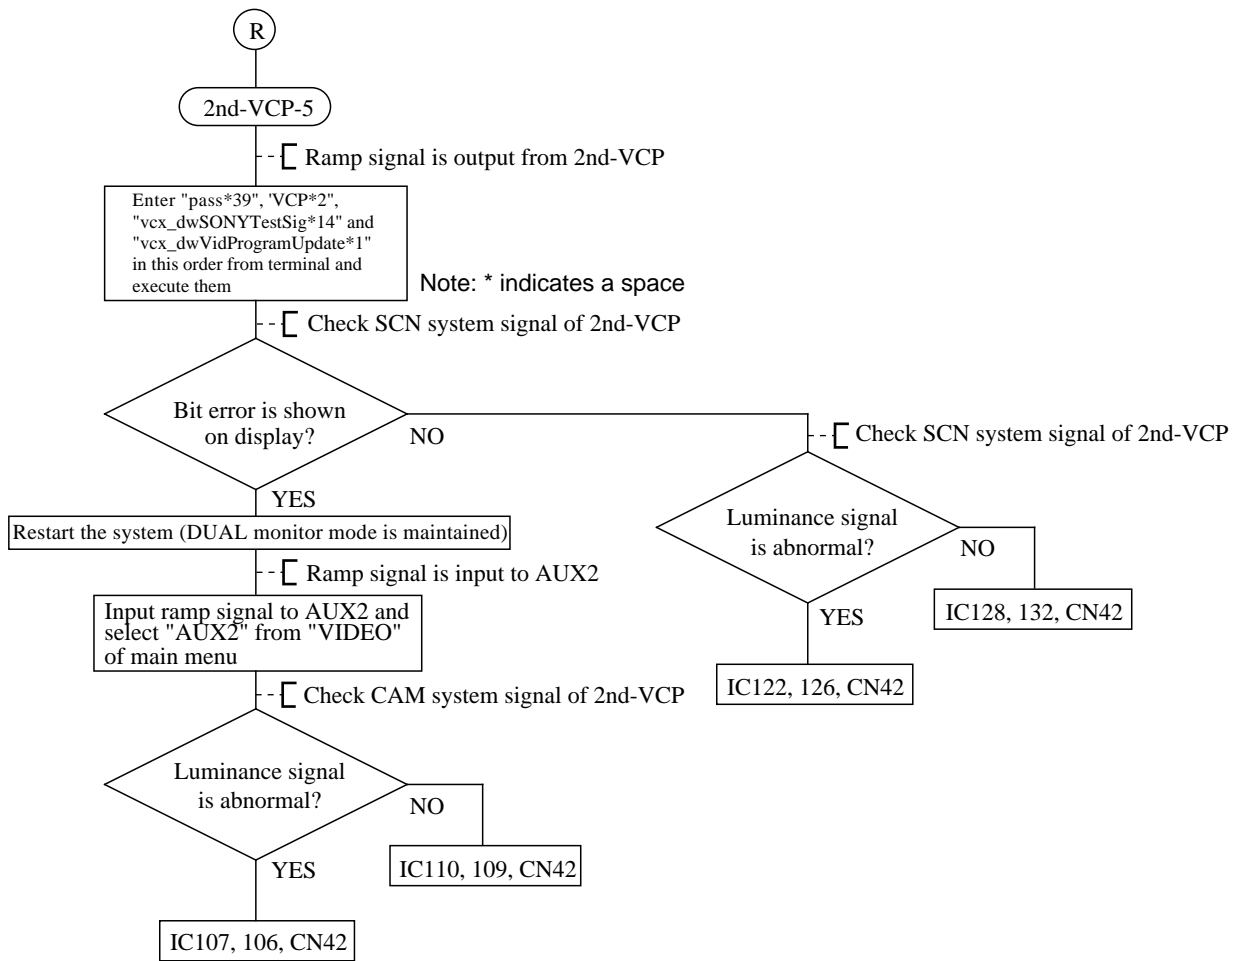 R
2nd-VCP-5
Ramp signal is output from 2nd-VCP
Enter "pass*39", 'VCP*2",
"vcx_dwSONYTestSig*14" and
"vcx_dwVidProgramUpdate*1"
in this order from terminal and
execute them
Note: * indicates a space
Check SCN system signal of 2nd-VCP
Bit error is shown
on display?
NO
YES
Check SCN system signal of 2nd-VCP
Luminance signal
is abnormal?
NO
YES
IC128, 132, CN42
IC122, 126, CN42
Restart the system (DUAL monitor mode is maintained)
Ramp signal is input to AUX2
Input ramp signal to AUX2 and
select "AUX2" from "VIDEO"
of main menu
Check CAM system signal of 2nd-VCP
Luminance signal
is abnormal?
NO
YES
IC110, 109, CN42
IC107, 106, CN42